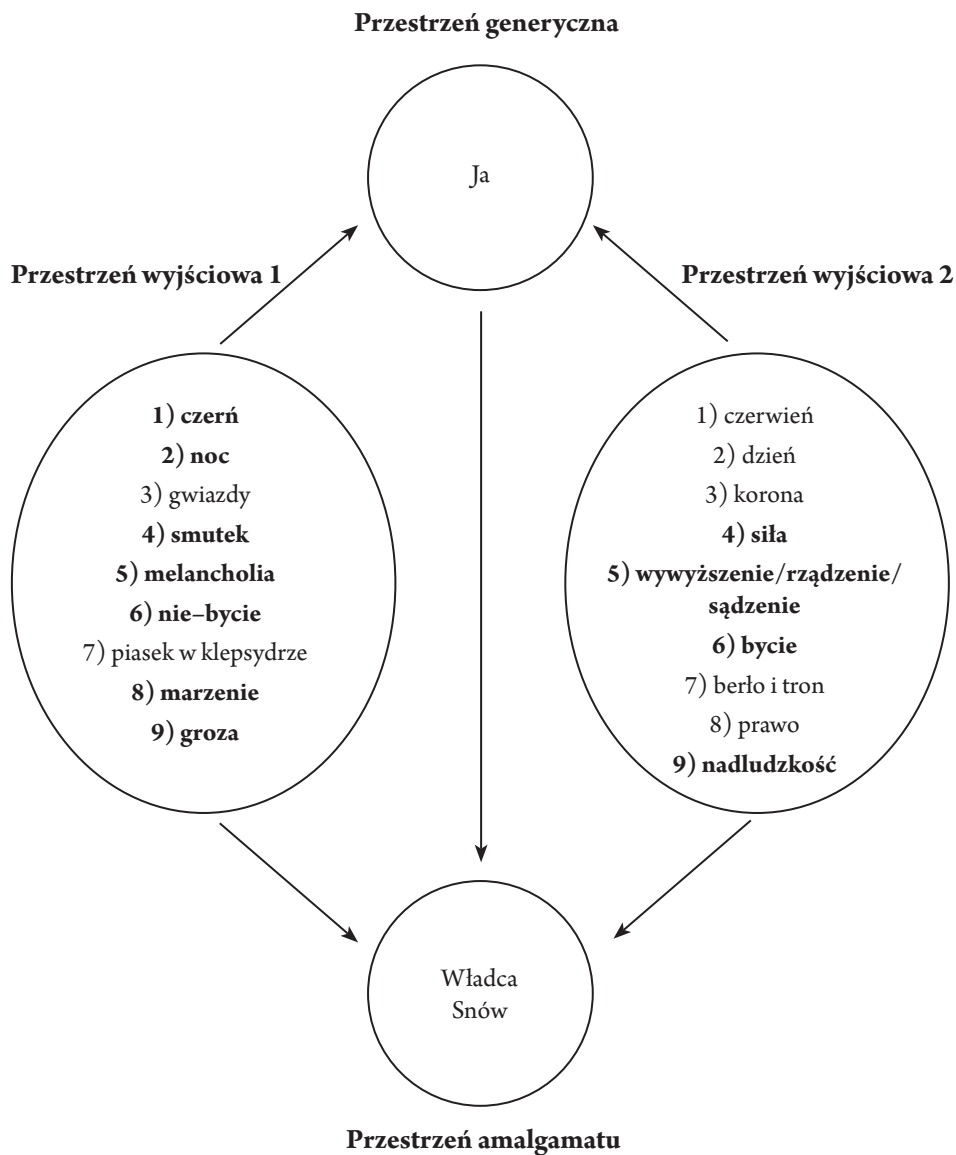 Przestrzeń generyczna
Ja
Przestrzeń wyjściowa 1
Przestrzeń wyjściowa 2
1) czerń
2) noc
3) gwiazdy
4) smutek
5) melancholia
6) nie–bycie
7) piasek w klepsydrze
8) marzenie
9) groza
1) czerwień
2) dzień
3) korona
4) siła
5) wywyższenie/rządzenie/
sądzenie
6) bycie
7) berło i tron
8) prawo
9) nadludzkość
Władca
Snów
Przestrzeń amalgamatu